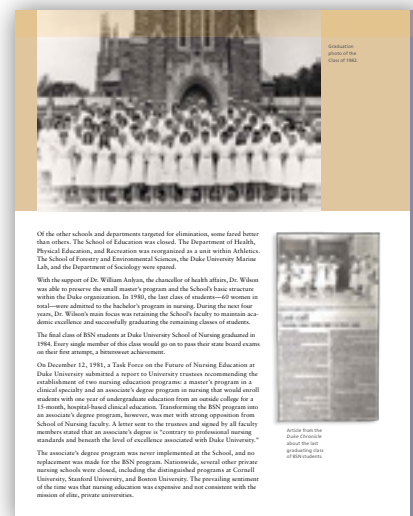 Graduation
photo of the
Class of 1982.
Of the other schools and departments targeted for elimination, some fared better
than others. The School of Education was closed. The Department of Health,
Physical Education, and Recreation was reorganized as a unit within Athletics.
The School of Forestry and Environmental Sciences, the Duke University Marine
Lab, and the Department of Sociology were spared.
With the support of Dr. William Anlyan, the chancellor of health affairs, Dr. Wilson
was able to preserve the small master's program and the School's basic structure
within the Duke organization. In 1980, the last class of students—60 women in
total—were admitted to the bachelor's program in nursing. During the next four
years, Dr. Wilson's main focus was retaining the School's faculty to maintain aca-
demic excellence and successfully graduating the remaining classes of students.
The final class of BSN students at Duke University School of Nursing graduated in
1984. Every single member of this class would go on to pass their state board exams
on their first attempt, a bittersweet achievement.
On December 12, 1981, a Task Force on the Future of Nursing Education at
Duke University submitted a report to University trustees recommending the
establishment of two nursing education programs: a master's program in a
clinical specialty and an associate's degree program in nursing that would enroll
students with one year of undergraduate education from an outside college for a
15-month, hospital-based clinical education. Transforming the BSN program into
an associate's degree program, however, was met with strong opposition from
School of Nursing faculty. A letter sent to the trustees and signed by all faculty
members stated that an associate's degree is "contrary to professional nursing
standards and beneath the level of excellence associated with Duke University."
The associate's degree program was never implemented at the School, and no
replacement was made for the BSN program. Nationwide, several other private
nursing schools were closed, including the distinguished programs at Cornell
University, Stanford University, and Boston University. The prevailing sentiment
of the time was that nursing education was expensive and not consistent with the
mission of elite, private universities.
Article from the
Duke Chronicle
about the last
graduating class
of BSN students.